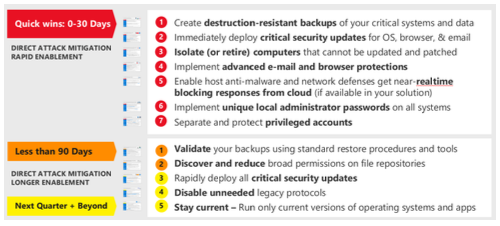 Quick wins: 0-30 Days
DIRECT ATTACK MITIGATION
RAPID ENABLEMENT
1 Create destruction-resistant backups of your critical systems and data
2 Immediately deploy critical security updates for OS, browser, & email
3 Isolate (or retire) computers that cannot be updated and patched
4 Implement advanced e-mail and browser protections
5 Enable host anti-malware and network defenses get near-realtime
blocking responses from cloud (if available in your solution)
6 Implement unique local administrator passwords on all systems
7 Separate and protect privileged accounts
Less than 90 Days
DIRECT ATTACK MITIGATION
LONGER ENABLEMENT
Next Quarter + Beyond
1 Validate your backups using standard restore procedures and tools
2 Discover and reduce broad permissions on file repositories
3 Rapidly deploy all critical security updates
4 Disable unneeded legacy protocols
5 Stay current – Run only current versions of operating systems and apps